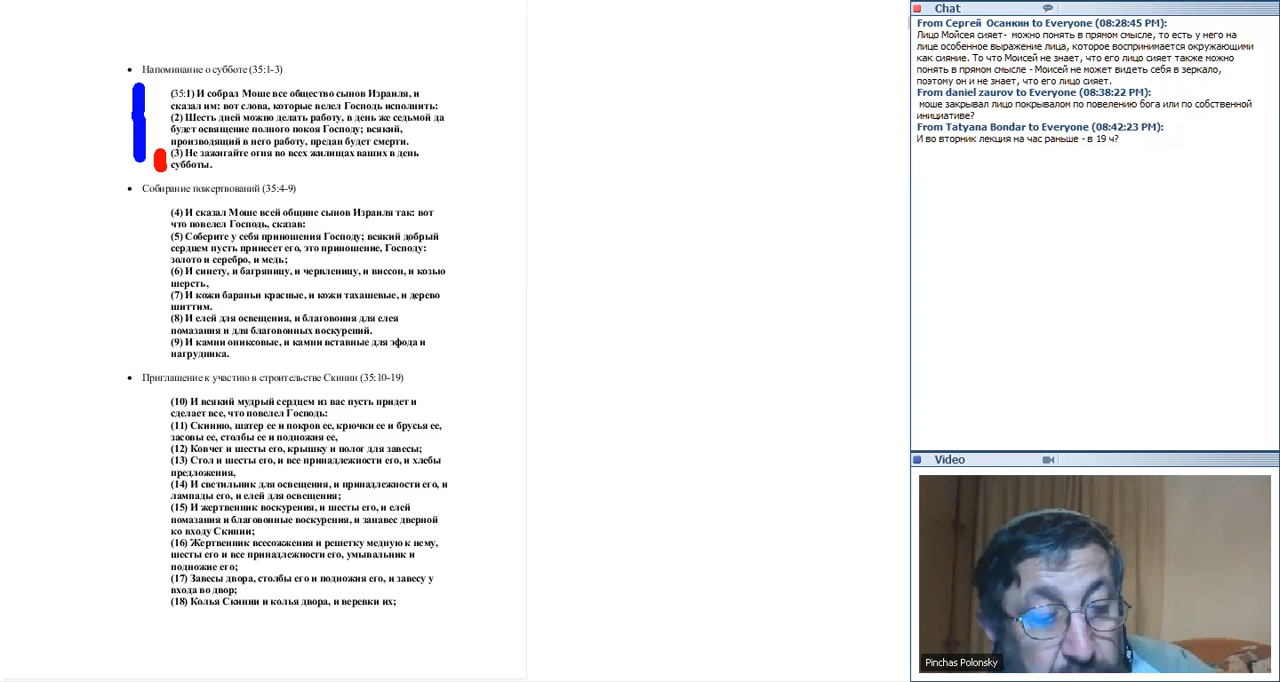 Напоминание о субботе (35:1-3)
(35:1) И собрал Моше все общество сынов Израиля, и
сказал им: вот слова, которые велел Господь исполнить:
(2) Шесть дней можно делать работу, в день же седьмой да
будет освящение полного покоя Господу; всякий,
производящий в него работу, предан будет смерти.
(3) Не зажигайте огня во всех жилищах ваших в день
субботы.
Собирание пожертвований (35:4-9)
(4) И сказал Моше всей общине сынов Израиля так: вот
что повелел Господь, сказав:
(5) Соберите у себя приношения Господу; всякий добрый
сердцем пусть принесет его, это приношение, Господу:
золото и серебро, и медь;
(6) И синету, и багряницу, и червленицу, и виссон, и козью
шерсть,
(7) И кожи бараньи красные, и кожи тахашевые, и дерево
шиттим.
(8) И елей для освещения, и благовония для елея
помазания и для благовонных воскурений.
(9) И камни ониксовые, и камни вставные для эфода и
нагрудника.
Приглашение к участию в строительстве Скинии (35:10-19)
(10) И всякий мудрый сердцем из вас пусть придет и
сделает все, что повелел Господь:
(11) Скинию, шатер ее и покров ее, крючки ее и брусья ее,
засовы ее, столбы ее и подножия ее,
(12) Ковчег и шесты его, крышку и полог для завесы;
(13) Стол и шесты его, и все принадлежности его, и хлебы
предложения,
(14) И светильник для освещения, и принадлежности его, и
лампады его, и елей для освещения;
(15) И жертвенник воскурения, и шесты его, и елей
помазания и благовонные воскурения, и занавес дверной
ко входу Скинии;
(16) Жертвенник всесожжения и решетку медную к нему,
шесты его и все принадлежности его, умывальник и
подножие его;
(17) Завесы двора, столбы его и подножия его, и завесу у
входа во двор;
(18) Колья Скинии и колья двора, и веревки их;
Chat
From Сергей Осанкин to Everyone (08:28:45 PM):
Лицо Мойсея сияет- можно понять в прямом смысле, то есть у него на
лице особенное выражение лица, которое воспринимается окружающими
как сияние. То что Моисей не знает, что его лицо сияет также можно
понять в прямом смысле - Моисей не может видеть себя в зеркало,
поэтому он и не знает, что его лицо сияет.
From daniel zaurov to Everyone (08:38:22 PM):
моше закрывал лицо покрывалом по повелению бога или по собственной
инициативе?
From Tatyana Bondar to Everyone (08:42:23 PM):
И во вторник лекция на час раньше - в 19 ч?
Video
Pinchas Polonsky